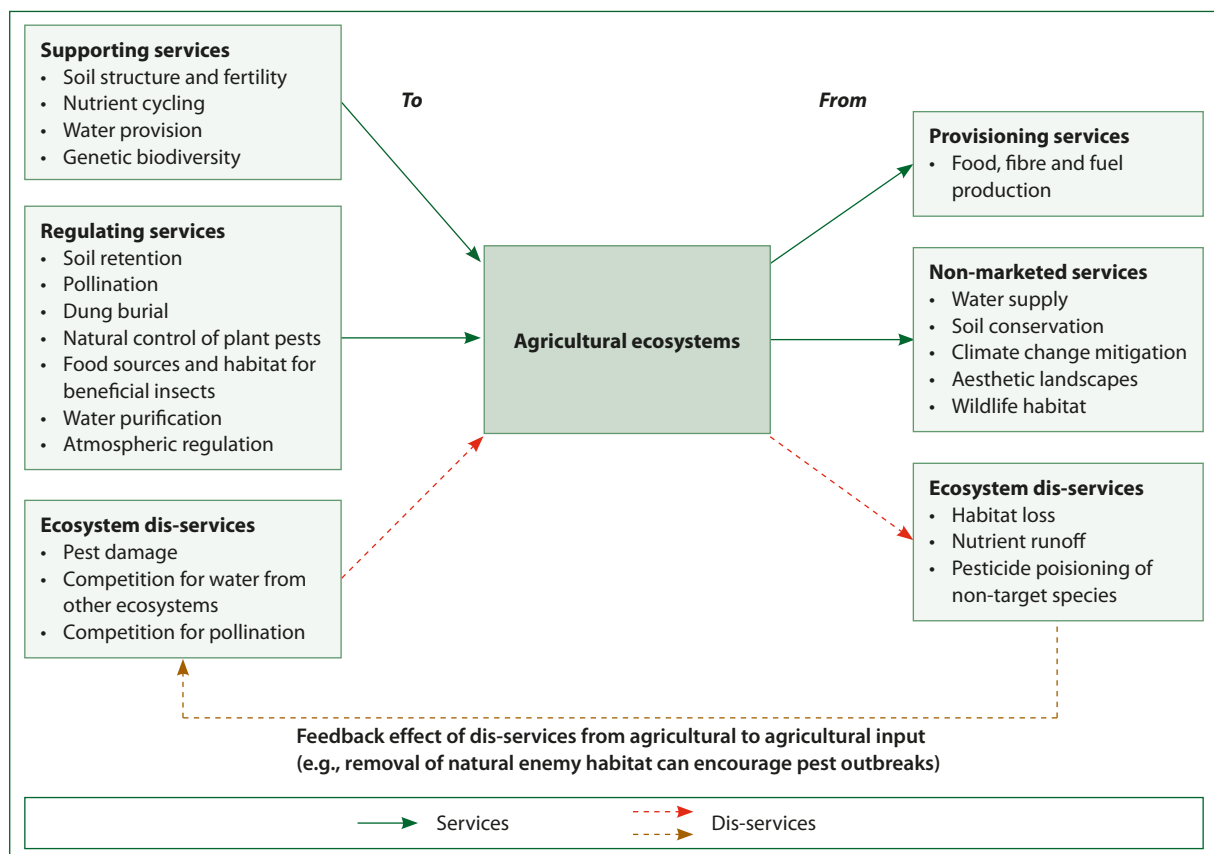 Supporting services
• Soil structure and fertility
• Nutrient cycling
• Water provision
• Genetic biodiversity
Regulating services
• Soil retention
• Pollination
• Dung burial
• Natural control of plant pests
• Food sources and habitat for
beneficial insects
• Water purification
• Atmospheric regulation
Ecosystem dis-services
• Pest damage
• Competition for water from
other ecosystems
• Competition for pollination
To
Agricultural ecosystems
From
Provisioning services
• Food, fibre and fuel
production
Non-marketed services
• Water supply
• Soil conservation
• Climate change mitigation
• Aesthetic landscapes
• Wildlife habitat
Ecosystem dis-services
• Habitat loss
• Nutrient runoff
• Pesticide poisioning of
non-target species
Feedback effect of dis-services from agricultural to agricultural input
(e.g., removal of natural enemy habitat can encourage pest outbreaks)
Services
Dis-services